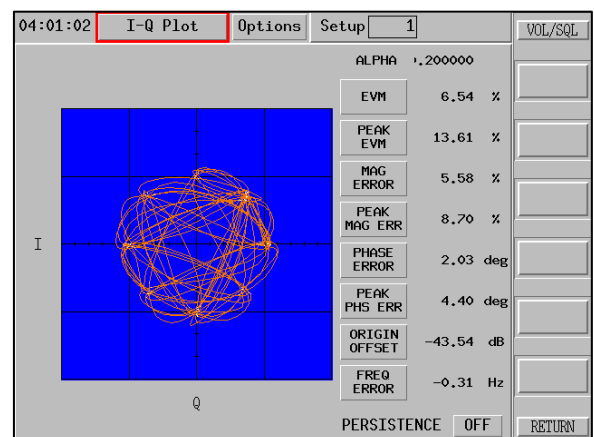 04:01:02 I-Q Plot Options Setup 1 VOL/SQL
ALPHA .200000
EVM 6.54 %
PEAK EVM 13.61 %
MAG ERROR 5.58 %
PEAK MAG ERR 8.70 %
PHASE ERROR 2.03 deg
PEAK PHS ERR 4.40 deg
ORIGIN OFFSET -43.54 dB
FREQ ERROR -0.31 Hz
I
Q
PERSISTENCE OFF RETURN